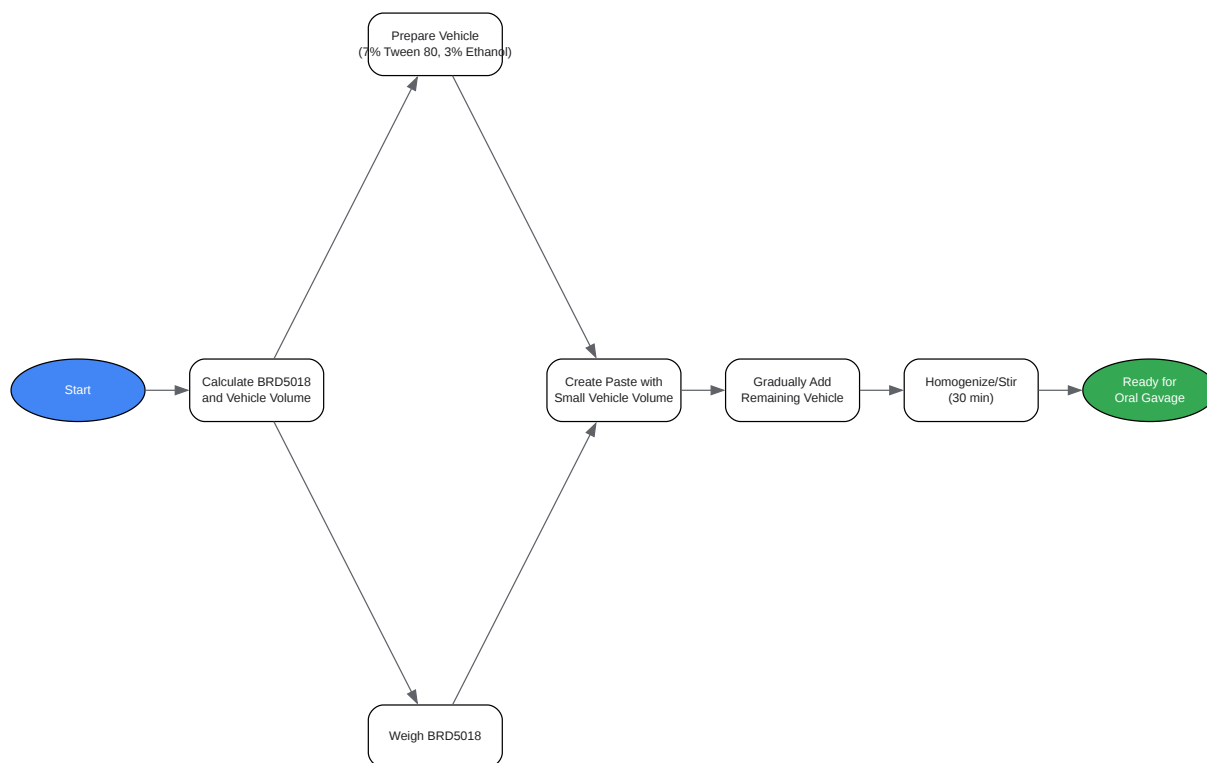 Prepare Vehicle
(7% Tween 80, 3% Ethanol)
Start
Calculate BRD5018
and Vehicle Volume
Create Paste with
Small Vehicle Volume
Gradually Add
Remaining Vehicle
Homogenize/Stir
(30 min)
Ready for
Oral Gavage
Weigh BRD5018